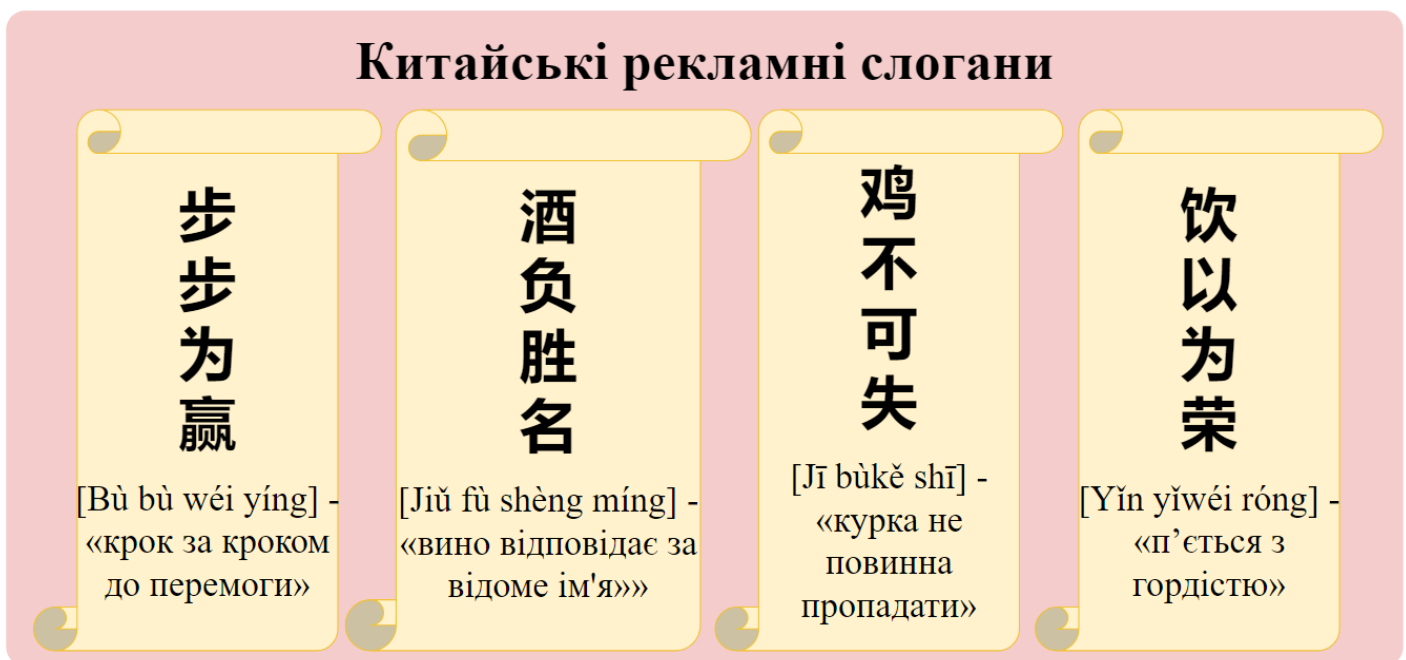 Китайські рекламні слогани
步步为赢
[Bù bù wéi yíng] -
«крок за кроком
до перемоги»
酒负胜名
[Jiǔ fù shèng míng] -
«вино відповідає за
відоме ім'я»»
鸡不可失
[Jī bùkě shī] -
«курка не
повинна
пропадати»
饮以为荣
[Yǐn yǐwéi róng] -
«п’ється з
гордістю»